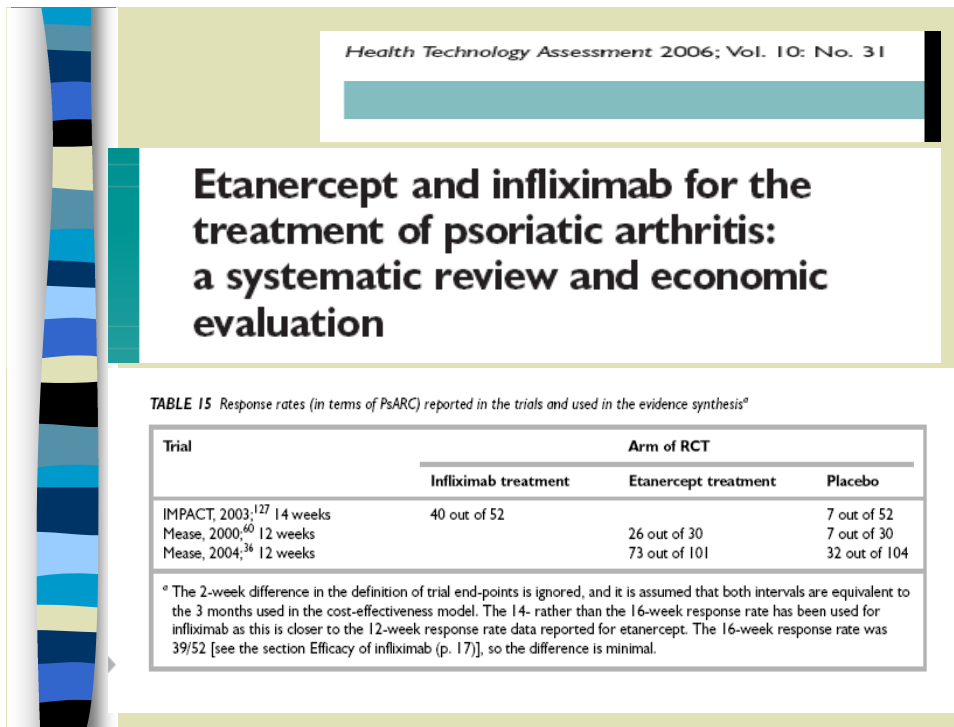 Health Technology Assessment 2006; Vol. 10: No. 31
Etanercept and infliximab for the
treatment of psoriatic arthritis:
a systematic review and economic
evaluation
TABLE 15 Response rates (in terms of PsARC) reported in the trials and used in the evidence synthesisᵃ
Trial Arm of RCT
Infliximab treatment Etanercept treatment Placebo
IMPACT, 2003;¹²⁷ 14 weeks 40 out of 52 7 out of 52
Mease, 2000;⁶⁰ 12 weeks 26 out of 30 7 out of 30
Mease, 2004;³⁶ 12 weeks 73 out of 101 32 out of 104
ᵃ The 2-week difference in the definition of trial end-points is ignored, and it is assumed that both intervals are equivalent to
the 3 months used in the cost-effectiveness model. The 14- rather than the 16-week response rate has been used for
infliximab as this is closer to the 12-week response rate data reported for etanercept. The 16-week response rate was
39/52 [see the section Efficacy of infliximab (p. 17)], so the difference is minimal.